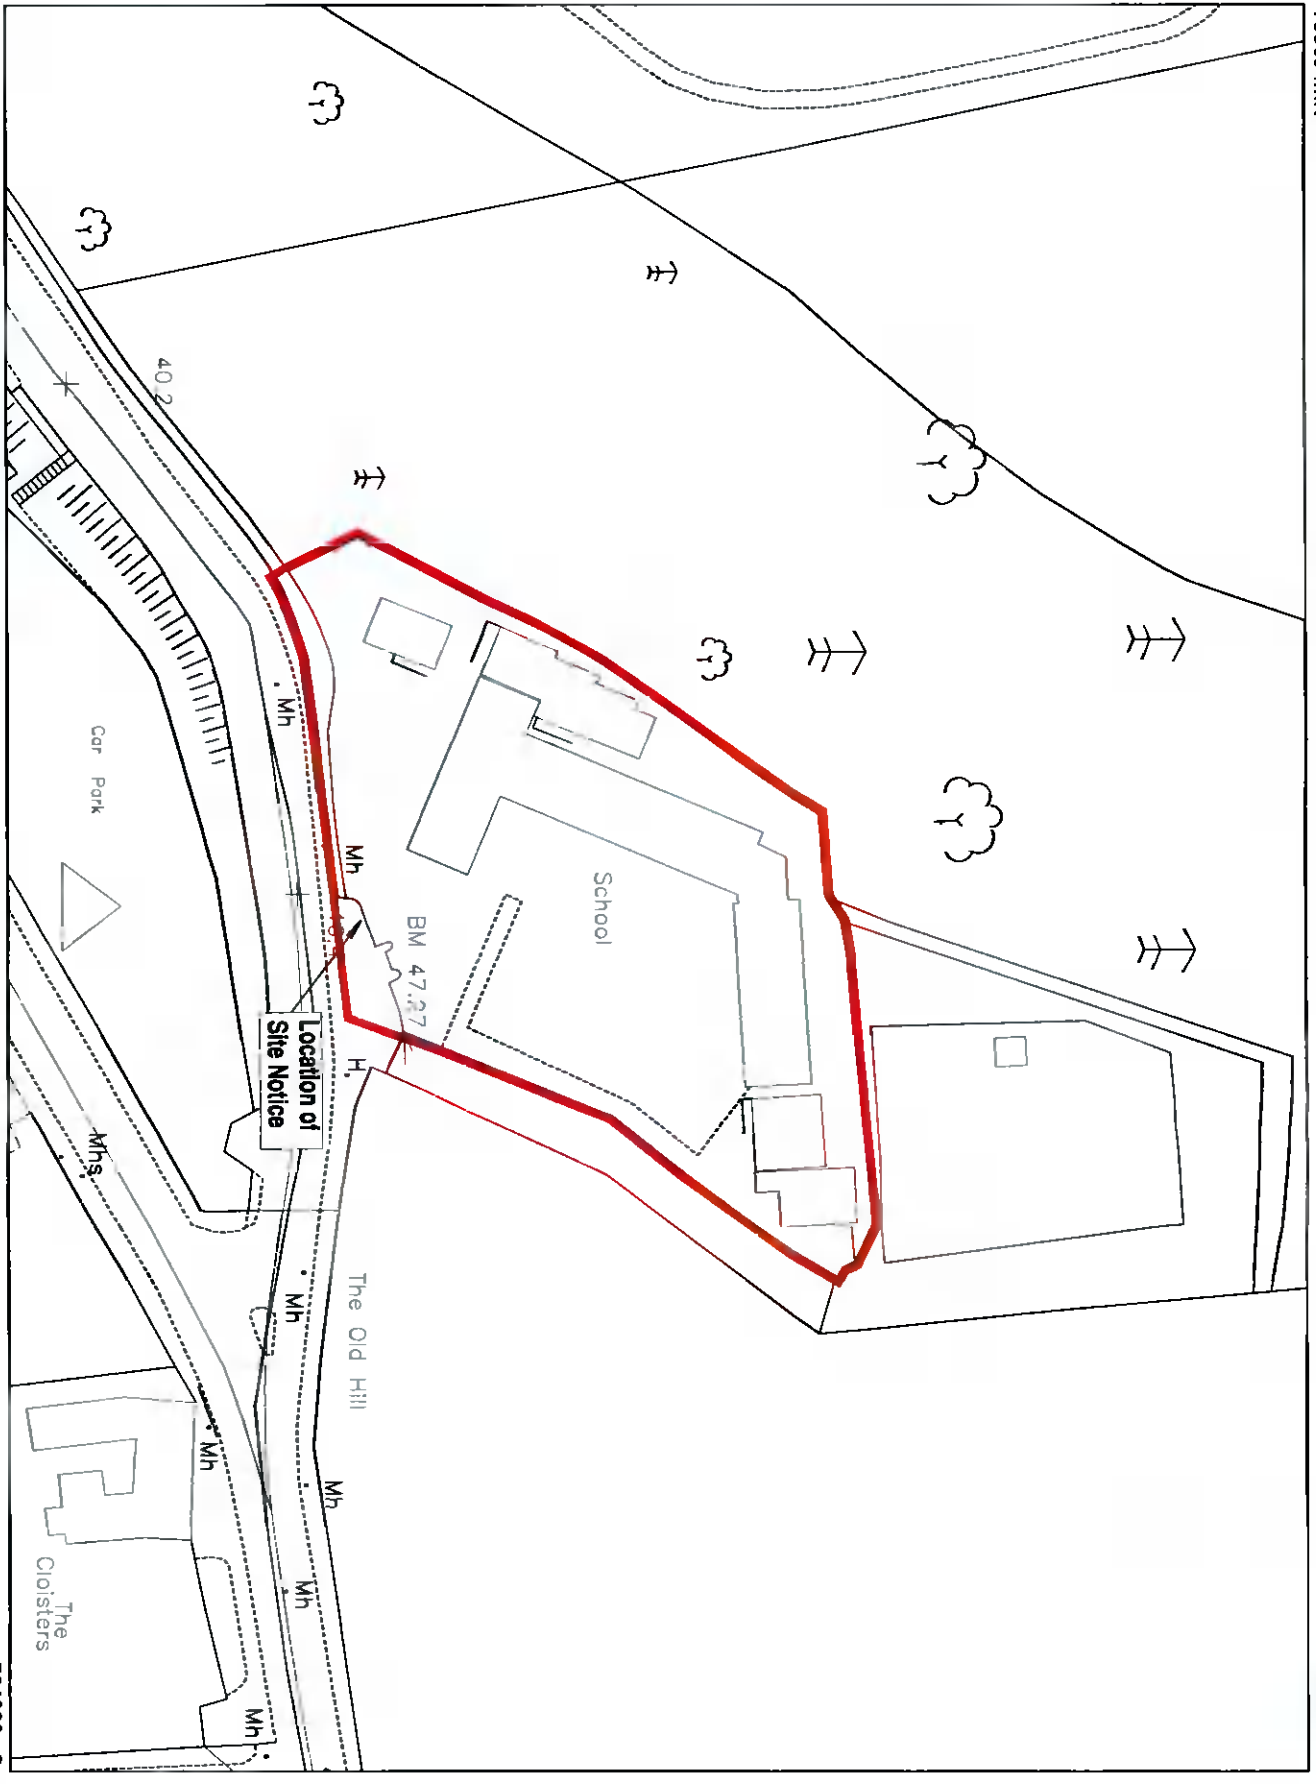 40.2
Mh
Car Park
Mh
School
BM 47.27
Location of
Site Notice
H
Mhs
Mh
The Old Hill
Mh
Mh
Mh
The
Cloisters
Mh